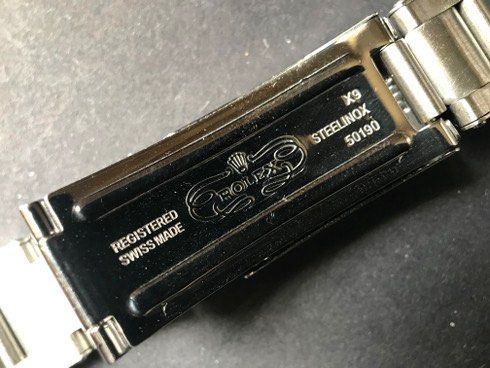 REGISTERED
SWISS MADE
ROLEX
X9
STEELINOX
50190